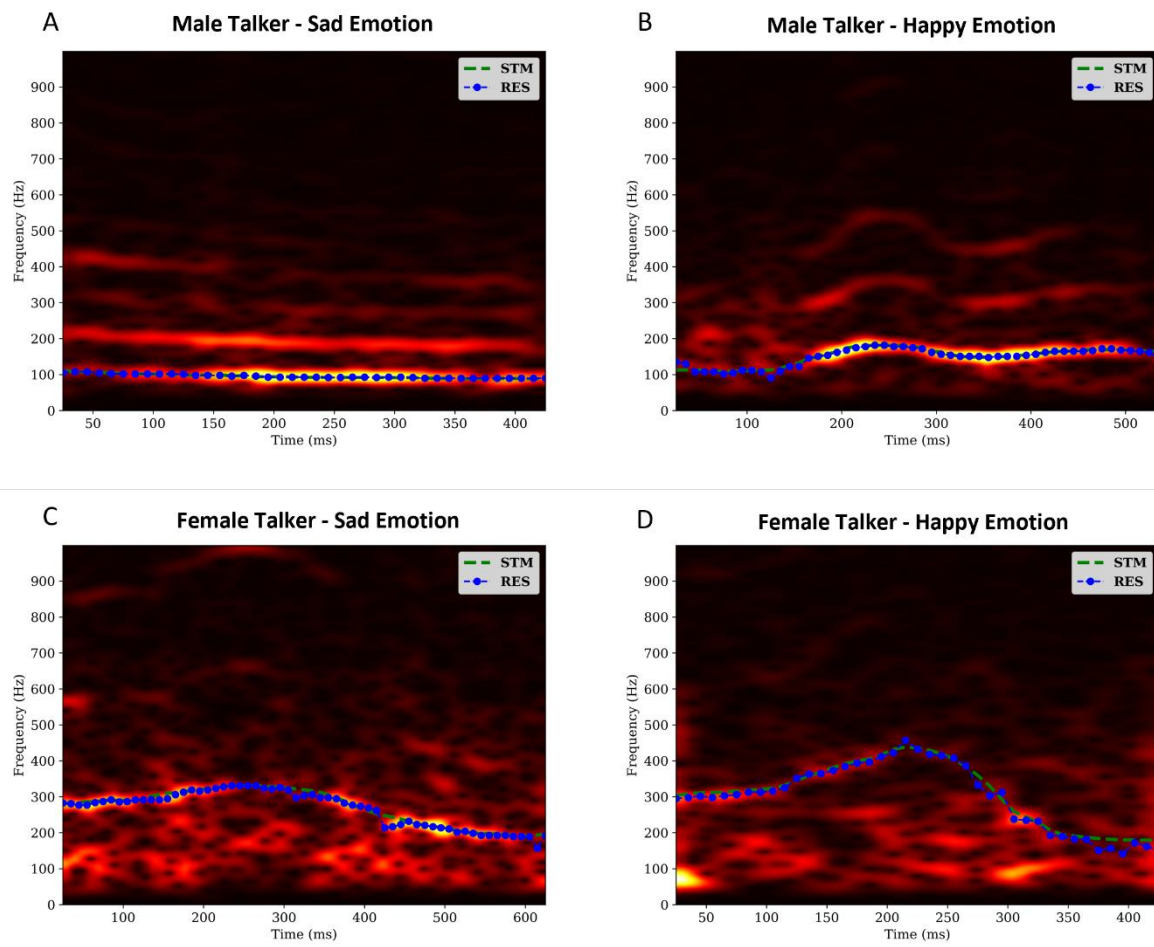 A
Male Talker - Sad Emotion
STM
RES
900
800
700
600
500
400
300
200
100
0
Frequency (Hz)
50 100 150 200 250 300 350 400
Time (ms)
B
Male Talker - Happy Emotion
STM
RES
900
800
700
600
500
400
300
200
100
0
Frequency (Hz)
100 200 300 400 500
Time (ms)
C
Female Talker - Sad Emotion
STM
RES
900
800
700
600
500
400
300
200
100
0
Frequency (Hz)
100 200 300 400 500 600
Time (ms)
D
Female Talker - Happy Emotion
STM
RES
900
800
700
600
500
400
300
200
100
0
Frequency (Hz)
50 100 150 200 250 300 350 400
Time (ms)